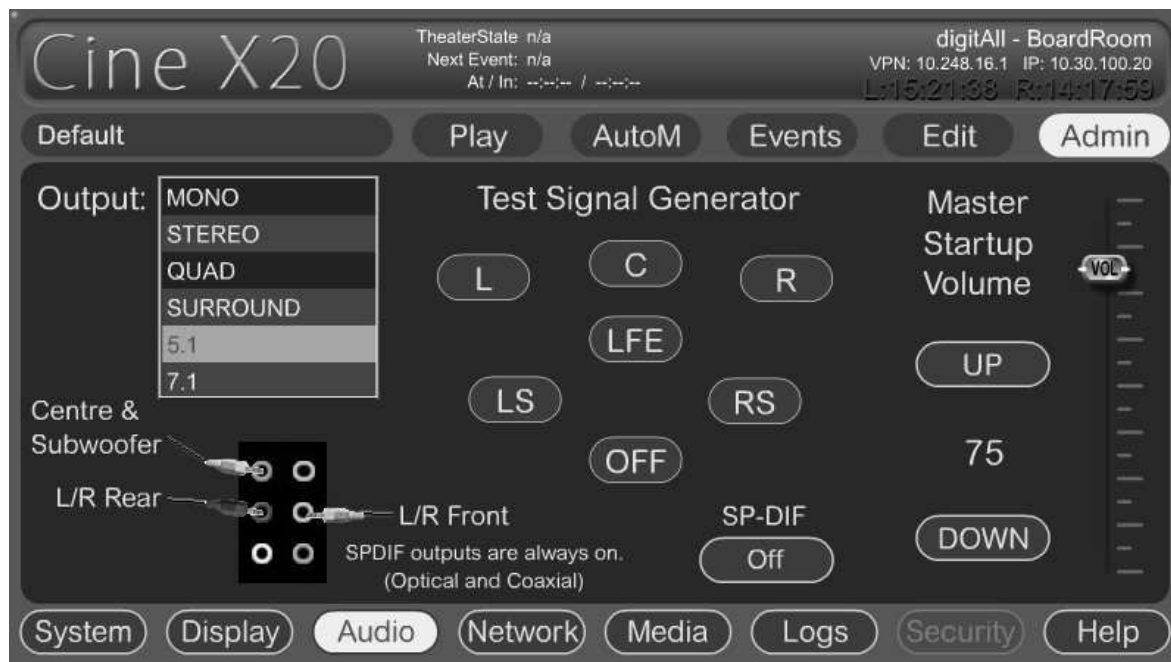 Cine X20
TheaterState n/a
Next Event: n/a
At / In: --:--:-- / --:--:--
digitAll - BoardRoom
VPN: 10.248.16.1 IP: 10.30.100.20
L:15:21:38 R:14:17:59
Default
Play
AutoM
Events
Edit
Admin
Output:
MONO
STEREO
QUAD
SURROUND
5.1
7.1
Test Signal Generator
L
C
R
LFE
LS
RS
OFF
Master
Startup
Volume
VOL
UP
75
DOWN
Centre &
Subwoofer
L/R Rear
L/R Front
SPDIF outputs are always on.
(Optical and Coaxial)
SP-DIF
Off
System
Display
Audio
Network
Media
Logs
Security
Help